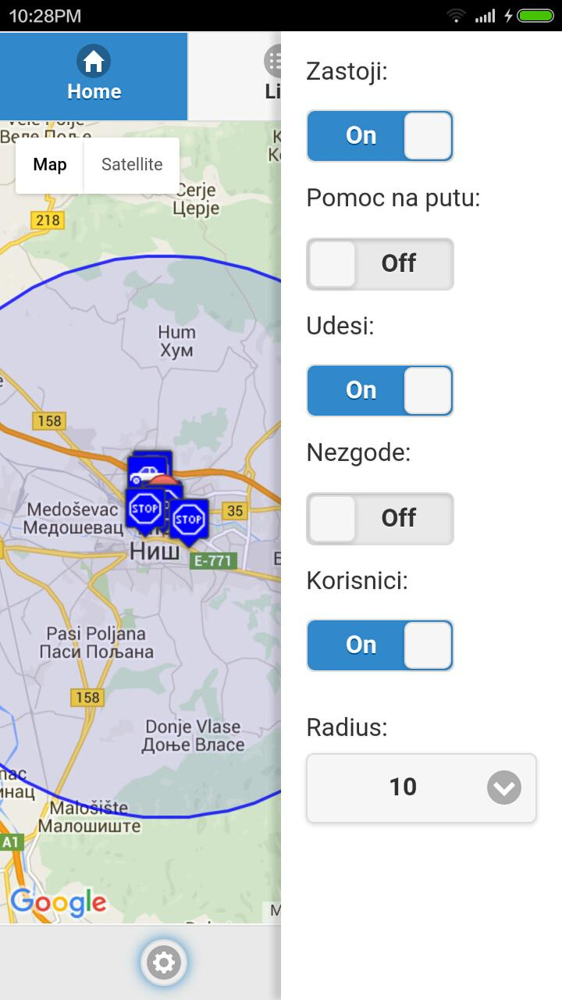 10:28PM
Home
Li
Zastoji:
On
Pomoc na putu:
Off
Udesi:
On
Nezgode:
Off
Korisnici:
On
Radius:
10
Map
Satellite
Cerje
Церје
218
Hum
Хум
158
Medoševac
Медошевац
STOP
STOP
35
Ниш
E-771
Pasi Poljana
Паси Пољана
158
Donje Vlase
Доње Власе
Malošište
Малошиште
A1
Google